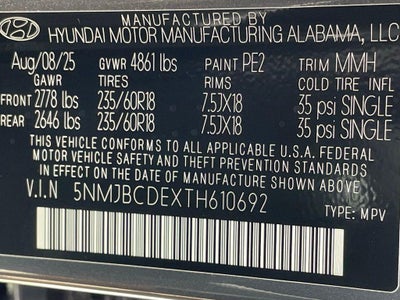 MANUFACTURED BY
HYUNDAI MOTOR MANUFACTURING ALABAMA, LLC
Aug/08/25 GVWR 4861 lbs PAINT PE2 TRIM MMH
GAWR TIRES RIMS COLD TIRE INFL
FRONT 2778 lbs 235/60R18 7.5JX18 35 psi SINGLE
REAR 2646 lbs 235/60R18 7.5JX18 35 psi SINGLE
THIS VEHICLE CONFORMS TO ALL APPLICABLE U.S.A. FEDERAL
MOTOR VEHICLE SAFETY, BUMPER, AND THEFT PREVENTION STANDARDS
IN EFFECT ON THE DATE OF MANUFACTURE SHOWN ABOVE
V.I.N 5NMJBCDEXTH610692
TYPE: MPV